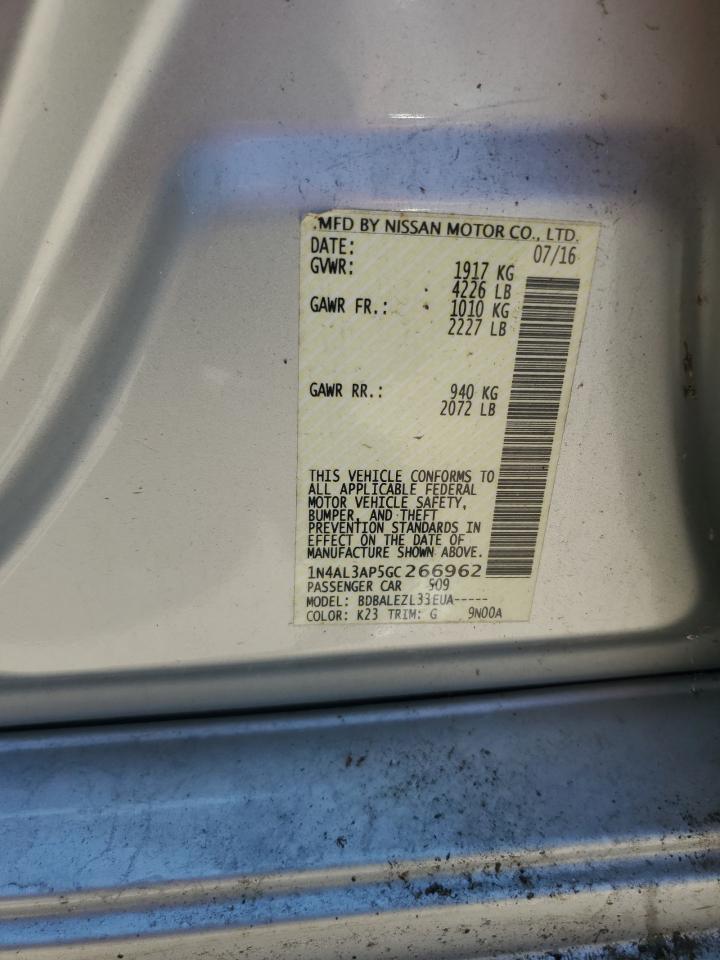 .MFD BY NISSAN MOTOR CO., LTD.
DATE: 07/16
GVWR: 1917 KG
4226 LB
GAWR FR.: 1010 KG
2227 LB
GAWR RR.: 940 KG
2072 LB
THIS VEHICLE CONFORMS TO
ALL APPLICABLE FEDERAL
MOTOR VEHICLE SAFETY,
BUMPER, AND THEFT
PREVENTION STANDARDS IN
EFFECT ON THE DATE OF
MANUFACTURE SHOWN ABOVE.
1N4AL3AP5GC266962
PASSENGER CAR 509
MODEL: BDBALEZL33EUA-----
COLOR: K23 TRIM: G 9N00A